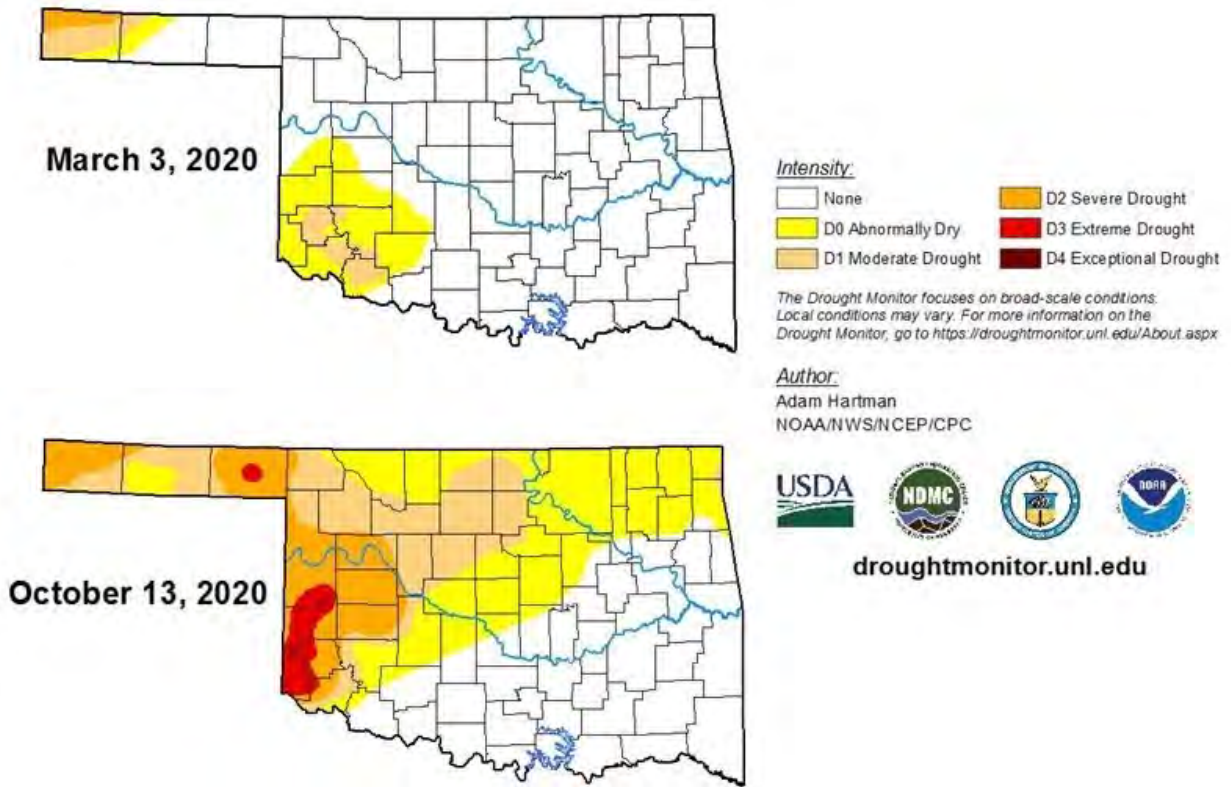 March 3, 2020
Intensity:
None
D0 Abnormally Dry
D1 Moderate Drought
D2 Severe Drought
D3 Extreme Drought
D4 Exceptional Drought
The Drought Monitor focuses on broad-scale conditions.
Local conditions may vary. For more information on the
Drought Monitor, go to https://droughtmonitor.unl.edu/About.aspx
Author:
Adam Hartman
NOAA/NWS/NCEP/CPC
October 13, 2020
USDA
NDMC
NOAA
droughtmonitor.unl.edu